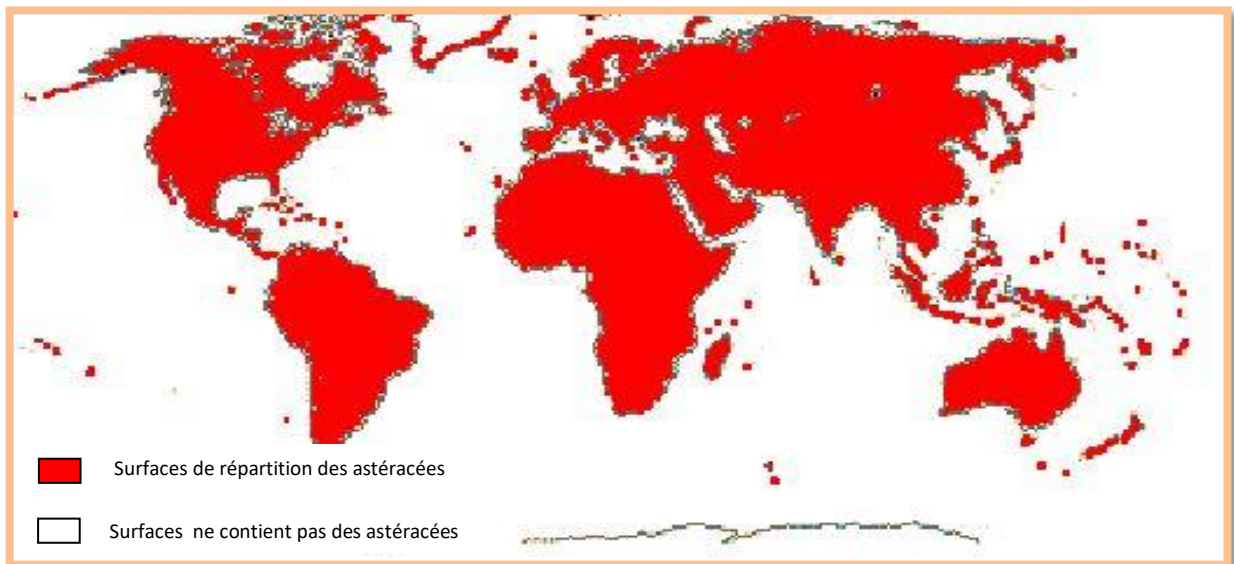 Surfaces de répartition des astéracées
Surfaces ne contient pas des astéracées